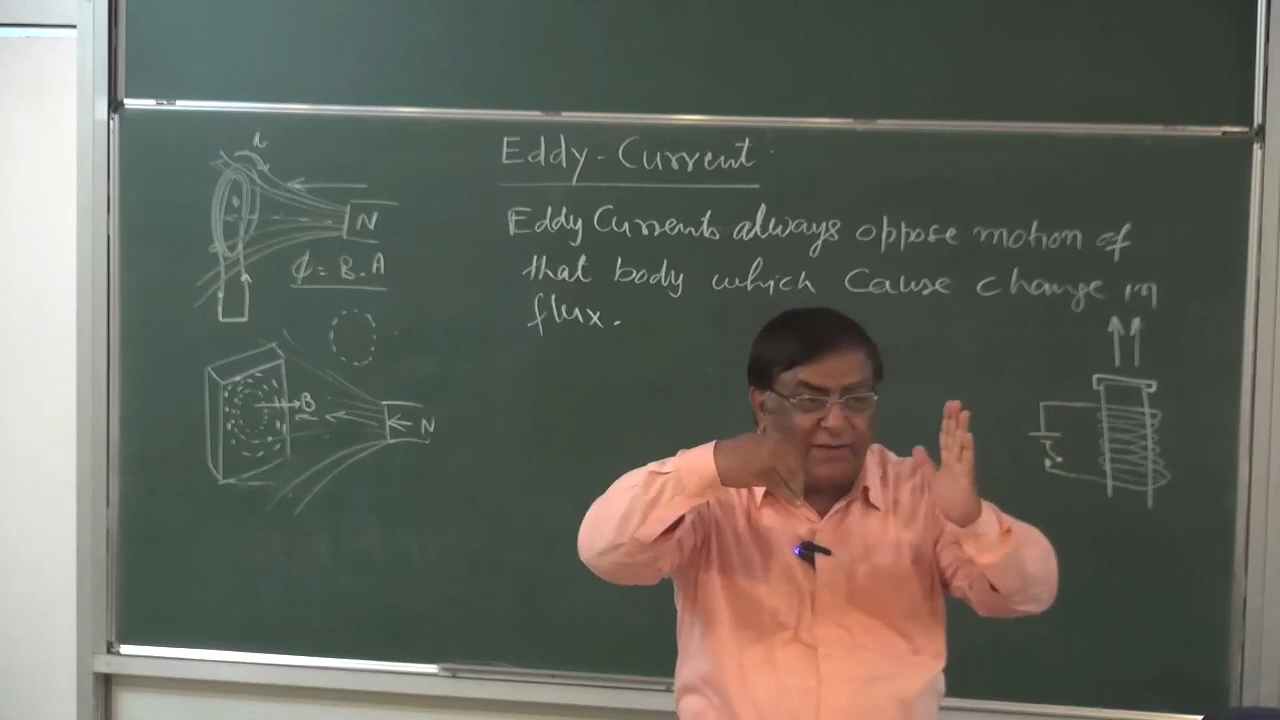 Eddy-Current
Eddy Currents always oppose motion of
that body which Cause change in
flux.
N
ϕ = B·A
B
N